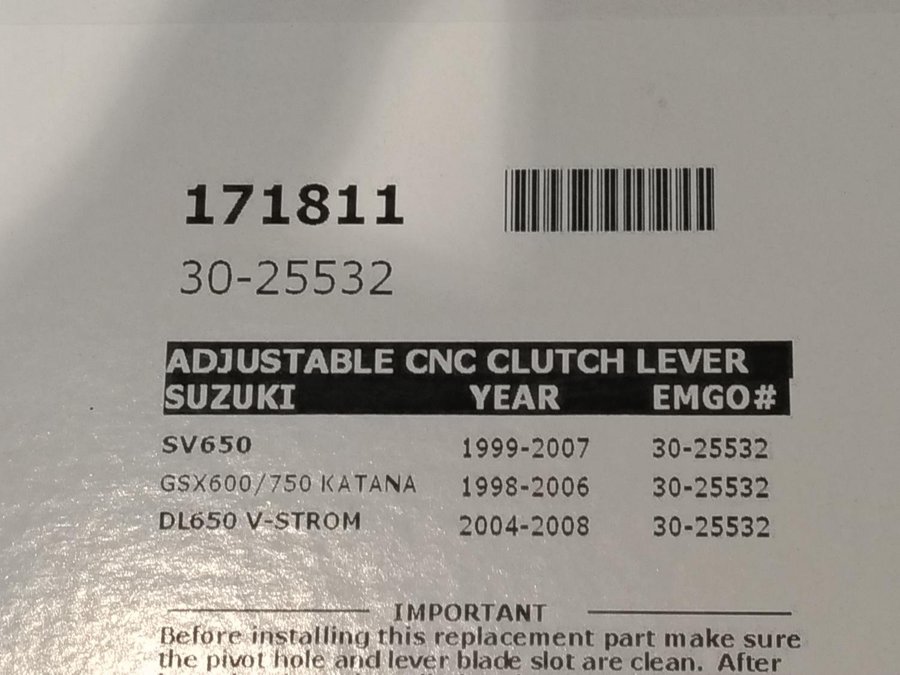 171811
30-25532
ADJUSTABLE CNC CLUTCH LEVER
SUZUKI YEAR EMGO#
SV650 1999-2007 30-25532
GSX600/750 KATANA 1998-2006 30-25532
DL650 V-STROM 2004-2008 30-25532
IMPORTANT
Before installing this replacement part make sure
the pivot hole and lever blade slot are clean. After